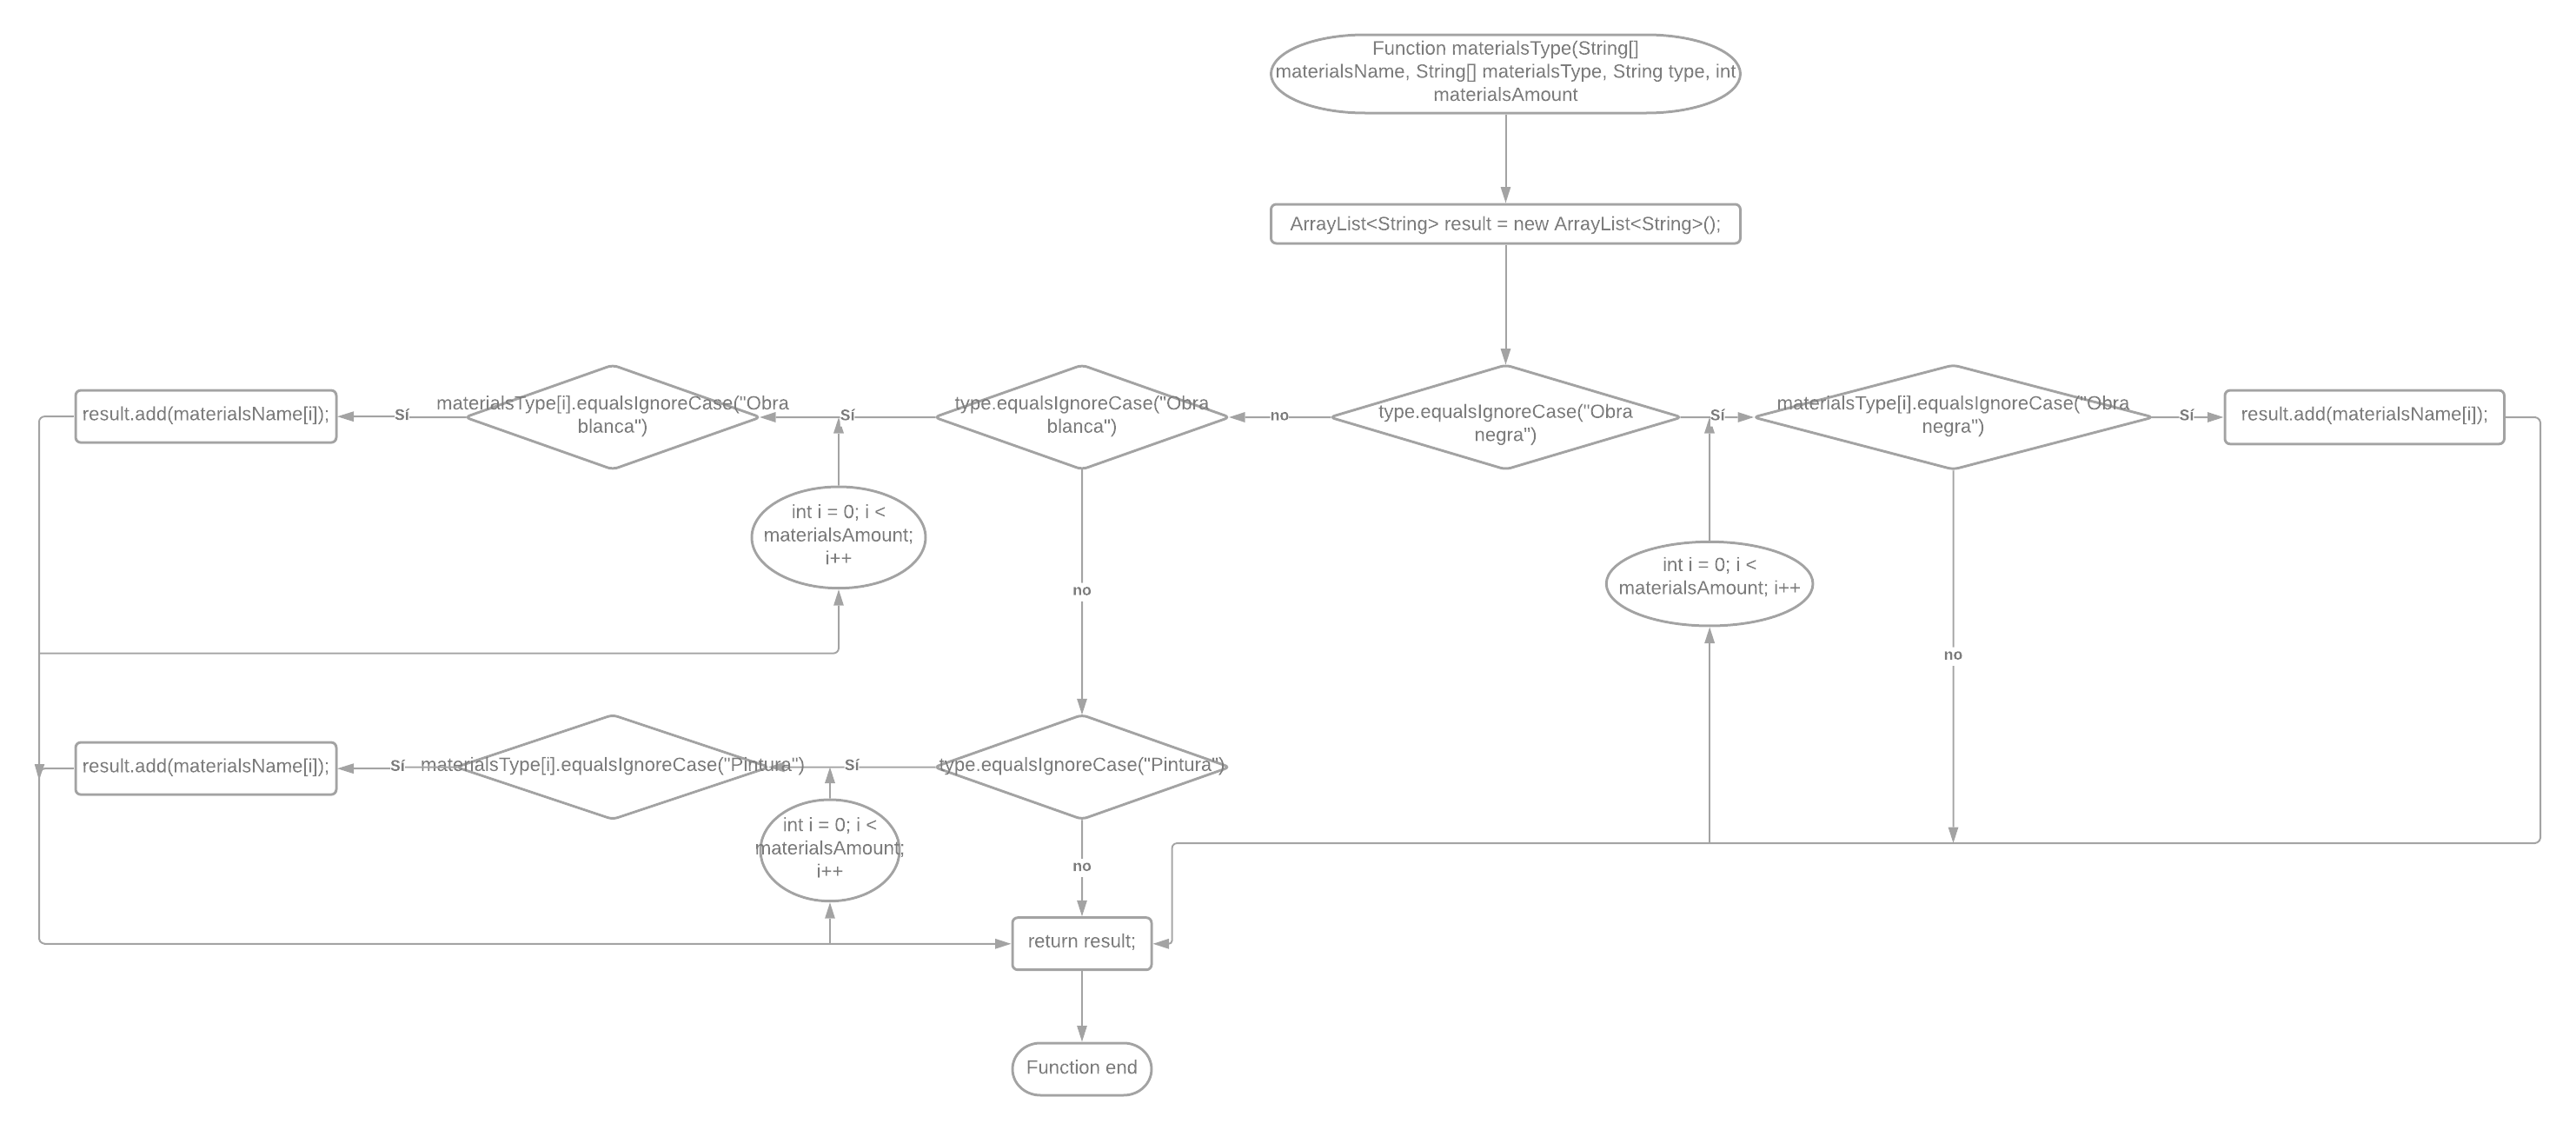 Function materialsType(String[]
materialsName, String[] materialsType, String type, int
materialsAmount
ArrayList<String> result = new ArrayList<String>();
result.add(materialsName[i]);
Sí
materialsType[i].equalsIgnoreCase("Obra
blanca")
Sí
type.equalsIgnoreCase("Obra
blanca")
no
type.equalsIgnoreCase("Obra
negra")
Sí
materialsType[i].equalsIgnoreCase("Obra
negra")
Sí
result.add(materialsName[i]);
int i = 0; i <
materialsAmount;
i++
no
int i = 0; i <
materialsAmount; i++
no
result.add(materialsName[i]);
Sí
materialsType[i].equalsIgnoreCase("Pintura")
Sí
type.equalsIgnoreCase("Pintura")
int i = 0; i <
materialsAmount;
i++
no
return result;
Function end